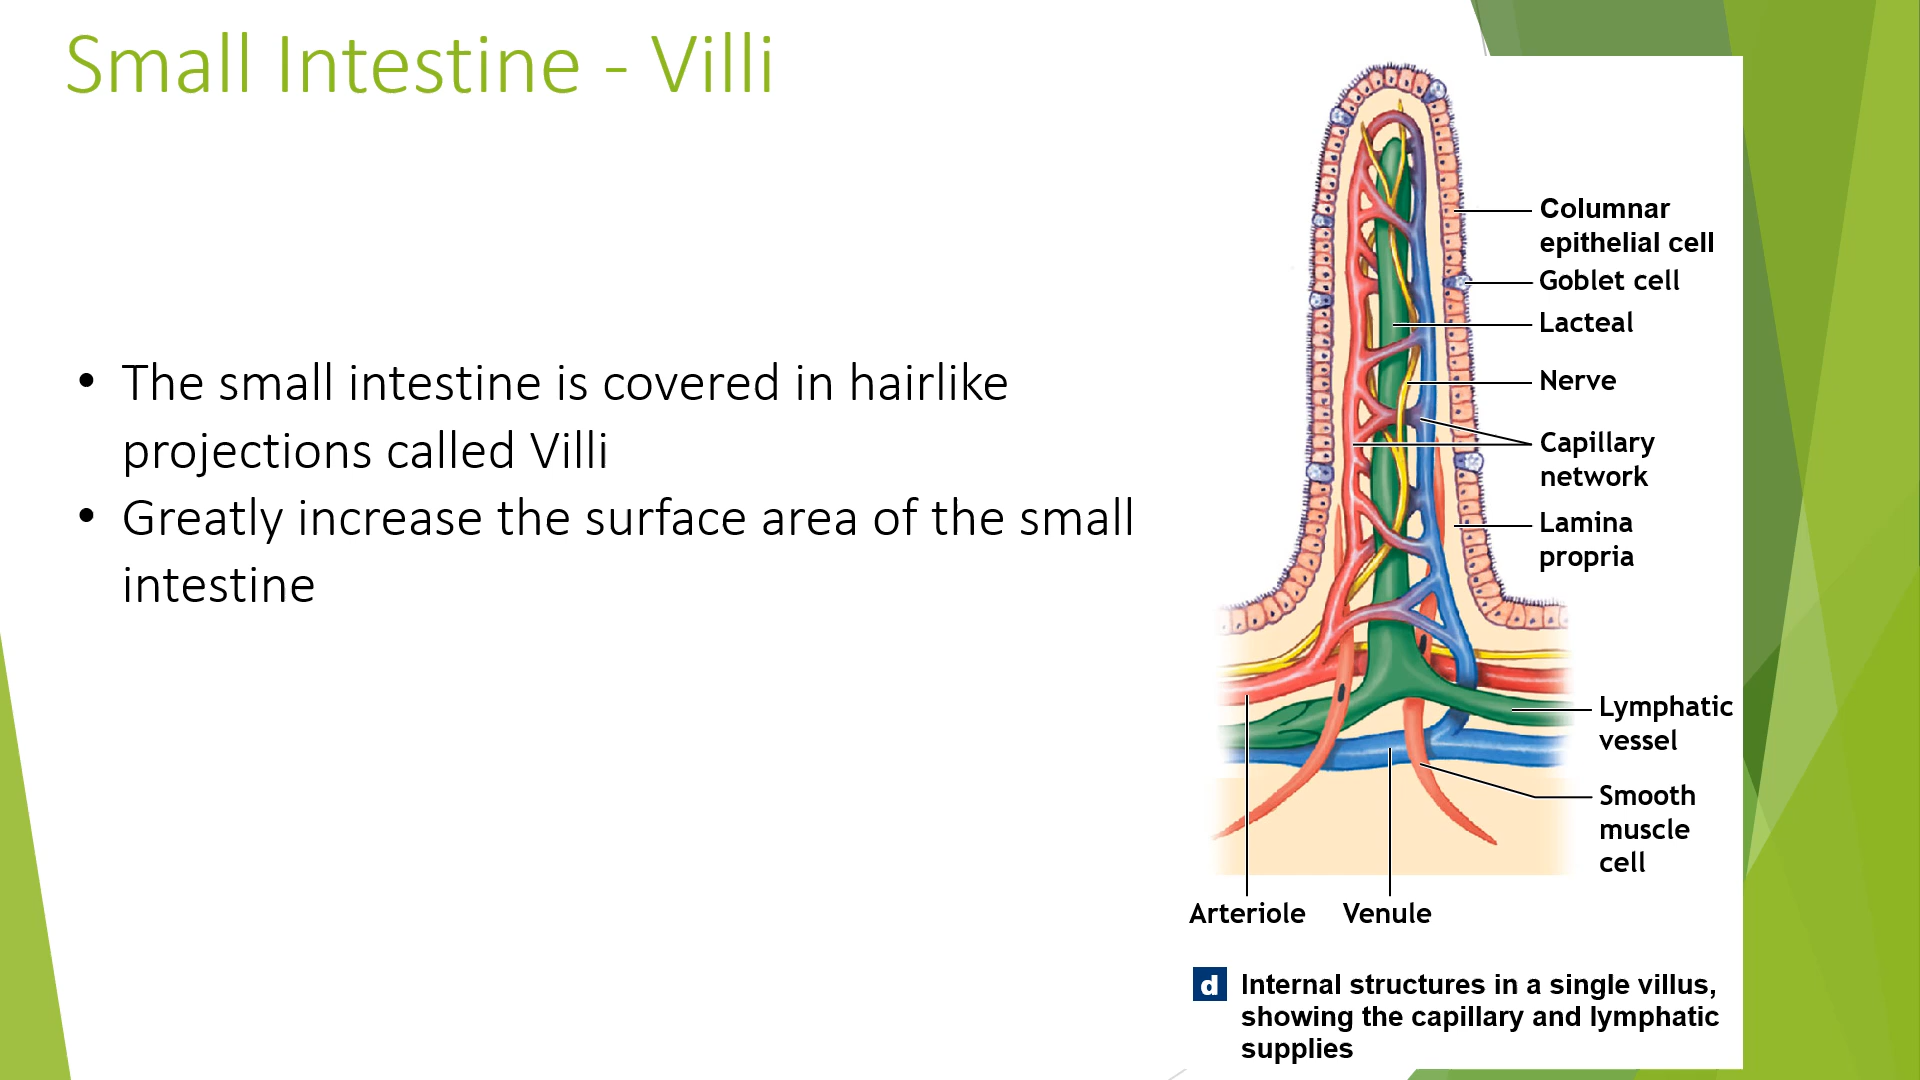 Small Intestine - Villi
• The small intestine is covered in hairlike
projections called Villi
• Greatly increase the surface area of the small
intestine
Columnar
epithelial cell
Goblet cell
Lacteal
Nerve
Capillary
network
Lamina
propria
Lymphatic
vessel
Smooth
muscle
cell
Arteriole
Venule
d Internal structures in a single villus,
showing the capillary and lymphatic
supplies